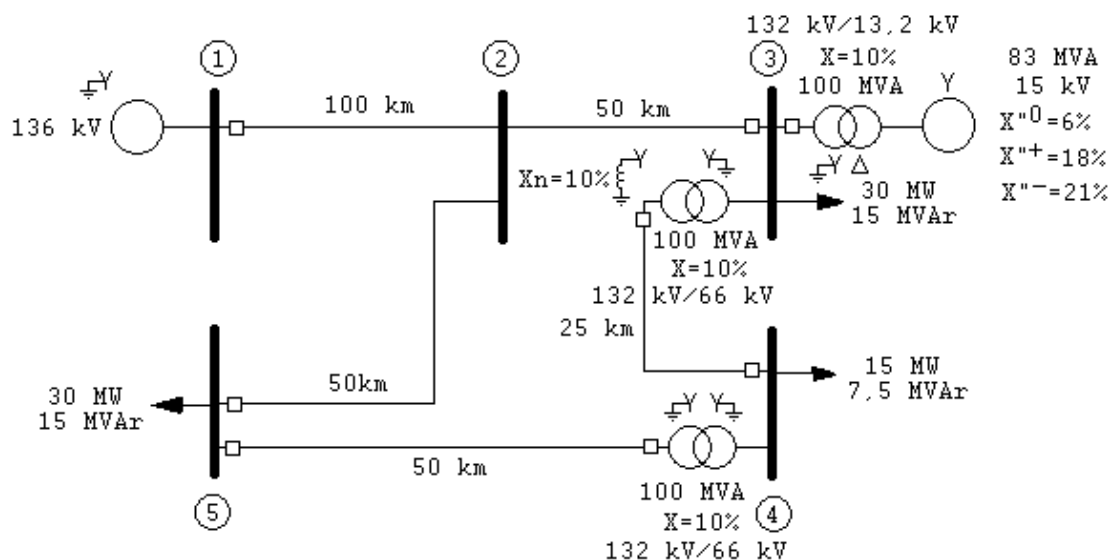 132 kV/13,2 kV
X=10%
100 MVA
83 MVA
15 kV
X"0=6%
X"+=18%
X"-=21%
1
2
3
Y
Y
136 kV
100 km
50 km
Xn=10%
Y
Y
Y
Δ
30 MW
15 MVAr
100 MVA
X=10%
132 kV/66 kV
25 km
15 MW
7,5 MVAr
30 MW
15 MVAr
50km
Y
Y
50 km
100 MVA
X=10%
132 kV/66 kV
5
4